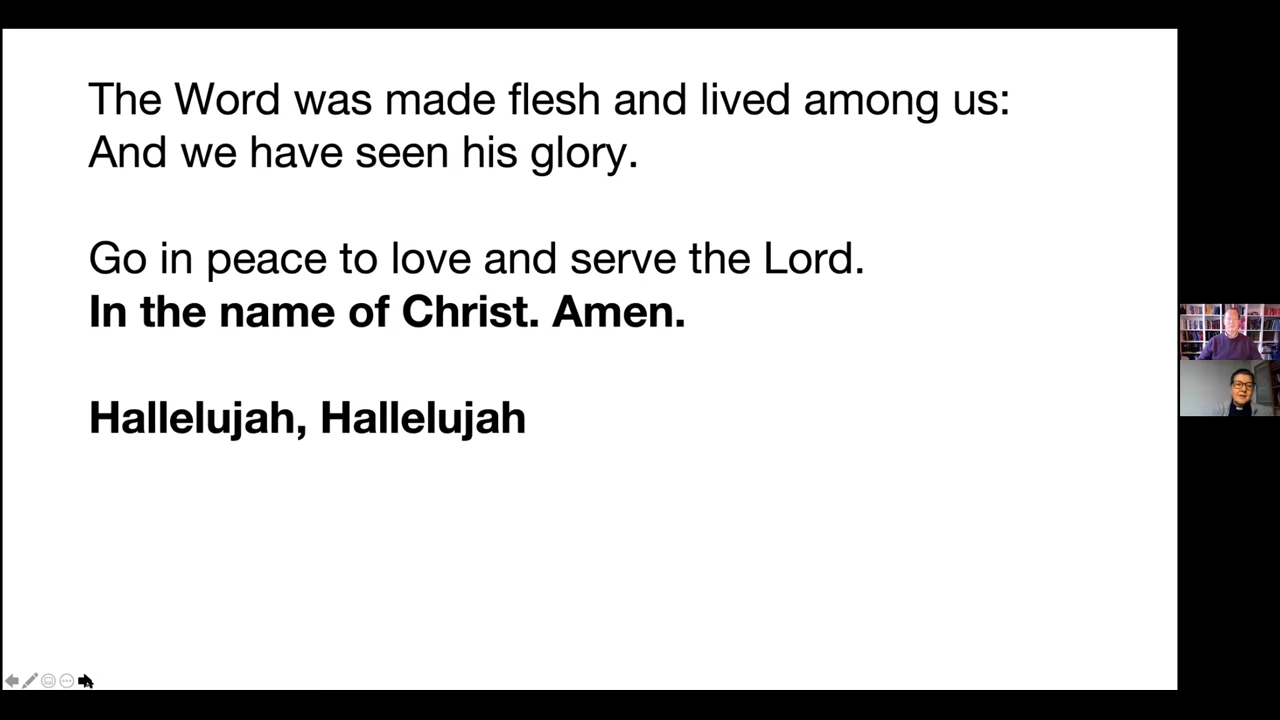 The Word was made flesh and lived among us:
And we have seen his glory.
Go in peace to love and serve the Lord.
In the name of Christ. Amen.
Hallelujah, Hallelujah